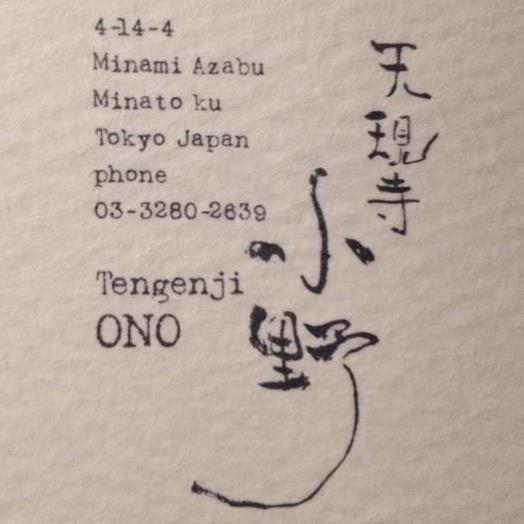 4-14-4
Minami Azabu
Minato ku
Tokyo Japan
phone
03-3280-2639
Tengenji
ONO
天現寺
小野